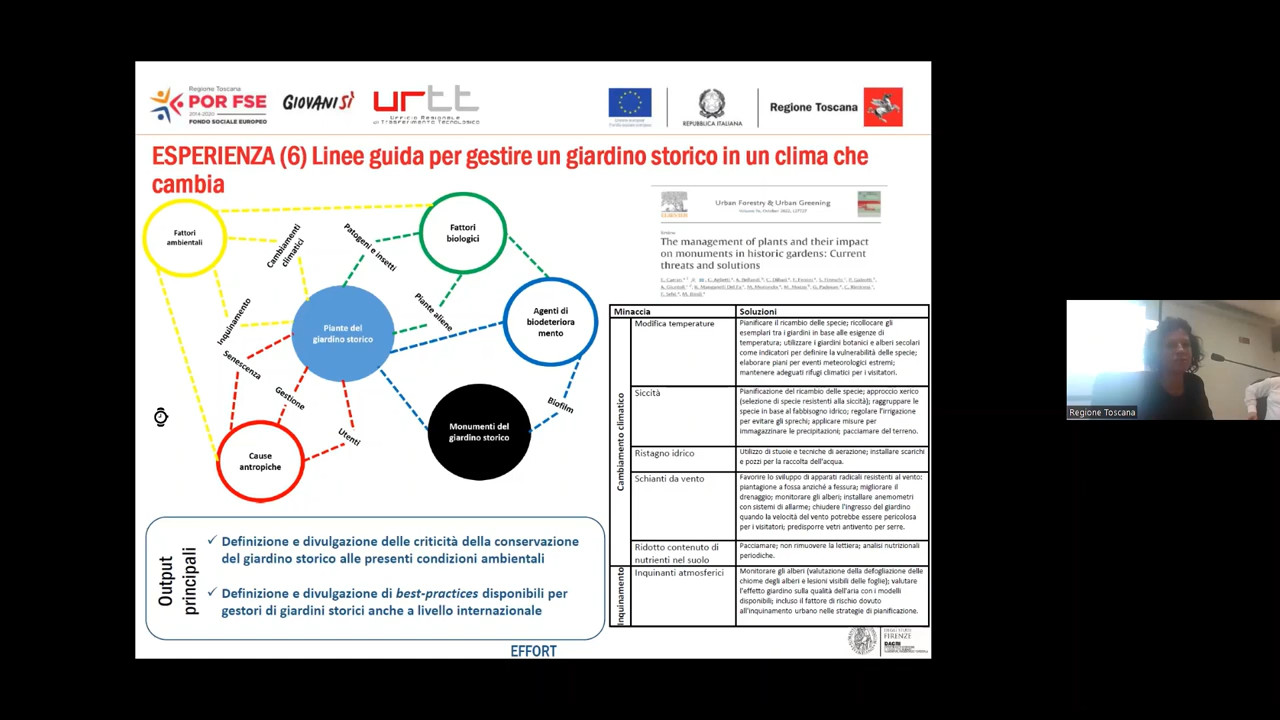 Regione Toscana
POR FSE
2014-2020
FONDO SOCIALE EUROPEO
GIOVANISÌ
urtt
Ufficio Regionale
di Trasferimento Tecnologico
REPUBBLICA ITALIANA
Regione Toscana
ESPERIENZA (6) Linee guida per gestire un giardino storico in un clima che
cambia
Fattori
ambientali
Cambiamenti
climatici
Patogeni e insetti
Fattori
biologici
Inquinamento
Piante del
giardino storico
Piante aliene
Agenti di
biodeteriora
mento
Senescenza
Gestione
Utenti
Biofilm
Monumenti del
giardino storico
Cause
antropiche
Output
principali
✓ Definizione e divulgazione delle criticità della conservazione
del giardino storico alle presenti condizioni ambientali
✓ Definizione e divulgazione di best-practices disponibili per
gestori di giardini storici anche a livello internazionale
EFFORT
ELSEVIER
Urban Forestry & Urban Greening
The management of plants and their impact
on monuments in historic gardens: Current
threats and solutions
Minaccia
Soluzioni
Cambiamento climatico
Modifica temperature
Pianificare il ricambio delle specie; ricollocare gli
esemplari tra i giardini in base alle esigenze di
temperatura; utilizzare i giardini botanici e alberi secolari
come indicatori per definire la vulnerabilità delle specie;
elaborare piani per eventi meteorologici estremi;
mantenere adeguati rifugi climatici per i visitatori.
Siccità
Pianificazione del ricambio delle specie; approccio xerico
(selezione di specie resistenti alla siccità); raggruppare le
specie in base al fabbisogno idrico; regolare l'irrigazione
per evitare gli sprechi; applicare misure per
immagazzinare le precipitazioni; pacciamare del terreno.
Ristagno idrico
Utilizzo di stuoie e tecniche di aerazione; installare scarichi
e pozzi per la raccolta dell'acqua.
Schianti da vento
Favorire lo sviluppo di apparati radicali resistenti al vento:
piantagione a fossa anziché a fessura; migliorare il
drenaggio; monitorare gli alberi; installare anemometri
con sistemi di allarme; chiudere l'ingresso del giardino
quando la velocità del vento potrebbe essere pericolosa
per i visitatori; predisporre vetri antivento per serre.
Ridotto contenuto di
nutrienti nel suolo
Pacciamare; non rimuovere la lettiera; analisi nutrizionali
periodiche.
Inquinamento
Inquinanti atmosferici
Monitorare gli alberi (valutazione della defogliazione delle
chiome degli alberi e lesioni visibili delle foglie); valutare
l'effetto giardino sulla qualità dell'aria con i modelli
disponibili; incluso il fattore di rischio dovuto
all'inquinamento urbano nelle strategie di pianificazione.
FIRENZE
Regione Toscana